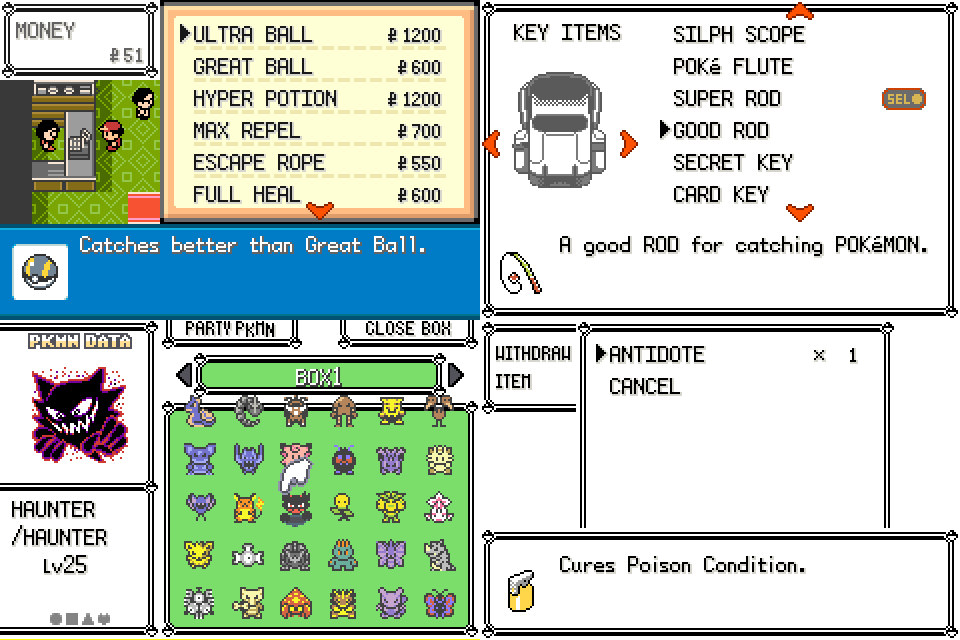 MONEY
₽51
ULTRA BALL ₽1200
GREAT BALL ₽600
HYPER POTION ₽1200
MAX REPEL ₽700
ESCAPE ROPE ₽550
FULL HEAL ₽600
Catches better than Great Ball.
KEY ITEMS
SILPH SCOPE
POKé FLUTE
SUPER ROD
SEL
GOOD ROD
SECRET KEY
CARD KEY
A good ROD for catching POKéMON.
PKMN DATA
HAUNTER
/HAUNTER
Lv25
PARTY PKMN
CLOSE BOX
BOX1
WITHDRAW
ITEM
ANTIDOTE × 1
CANCEL
Cures Poison Condition.